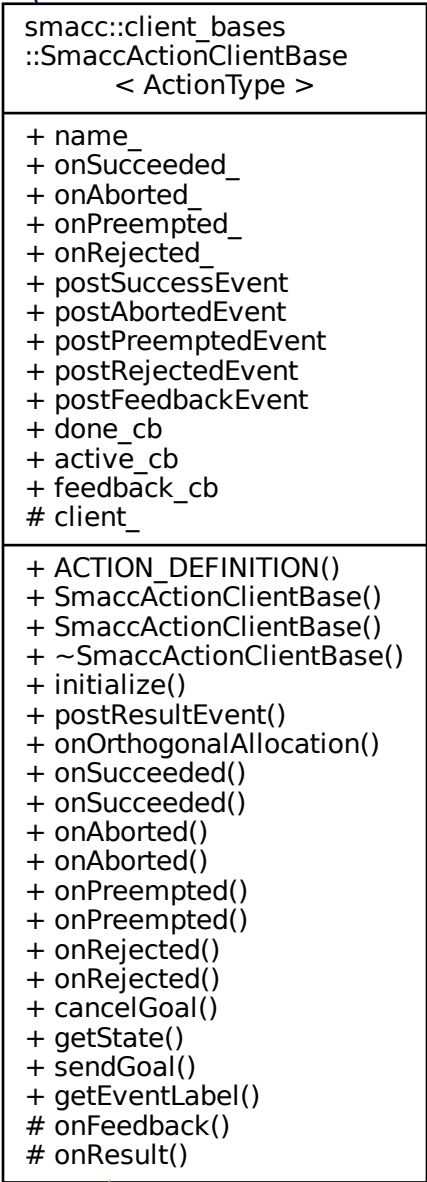 smacc::client_bases
::SmaccActionClientBase
< ActionType >
+ name_
+ onSucceeded_
+ onAborted_
+ onPreempted_
+ onRejected_
+ postSuccessEvent
+ postAbortedEvent
+ postPreemptedEvent
+ postRejectedEvent
+ postFeedbackEvent
+ done_cb
+ active_cb
+ feedback_cb
# client_
+ ACTION_DEFINITION()
+ SmaccActionClientBase()
+ SmaccActionClientBase()
+ ~SmaccActionClientBase()
+ initialize()
+ postResultEvent()
+ onOrthogonalAllocation()
+ onSucceeded()
+ onSucceeded()
+ onAborted()
+ onAborted()
+ onPreempted()
+ onPreempted()
+ onRejected()
+ onRejected()
+ cancelGoal()
+ getState()
+ sendGoal()
+ getEventLabel()
# onFeedback()
# onResult()